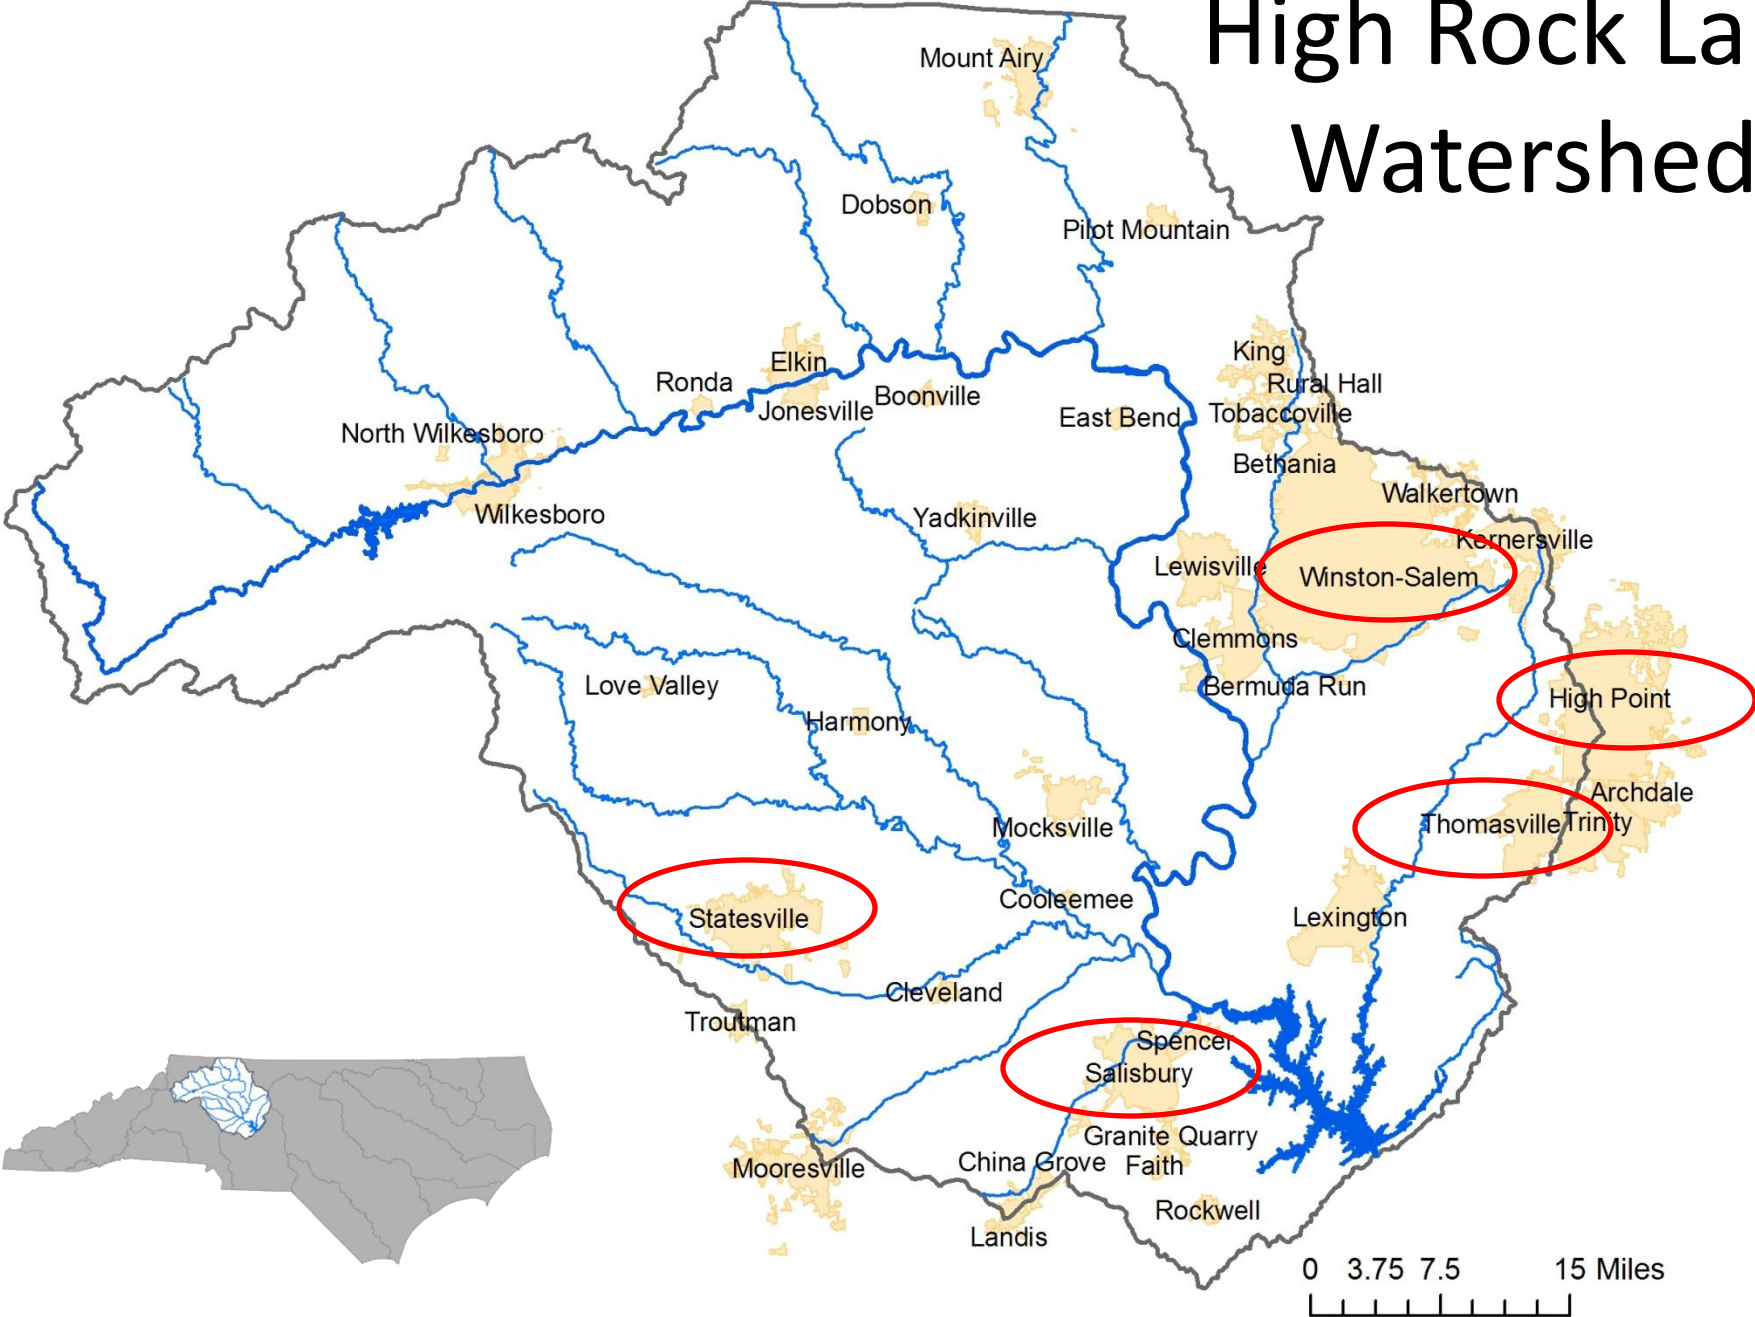 High Rock La
Watershed
Mount Airy
Dobson
Pilot Mountain
King
Elkin
Ronda
Rural Hall
Boonville
Jonesville
Tobaccoville
East Bend
North Wilkesboro
Bethania
Walkertown
Wilkesboro
Yadkinville
Kernersville
Lewisville
Winston-Salem
Clemmons
Love Valley
Bermuda Run
High Point
Harmony
Archdale
Mocksville
Thomasville
Trinity
Cooleemee
Statesville
Lexington
Cleveland
Troutman
Spencer
Salisbury
Granite Quarry
China Grove
Faith
Mooresville
Rockwell
Landis
0 3.75 7.5 15 Miles